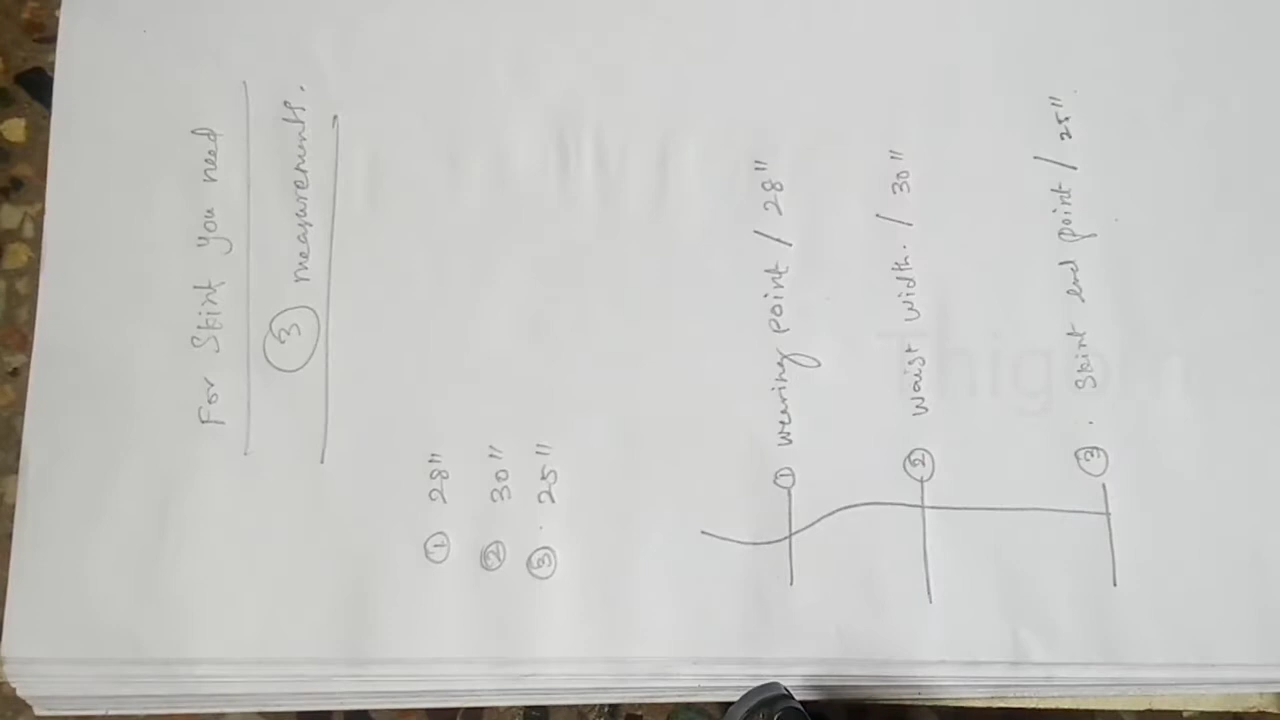 For Skirt you need
③ measurements.
① 28"
② 30"
③. 25"
① wearing point / 28"
② waist width. / 30"
③. Skirt end point / 25".